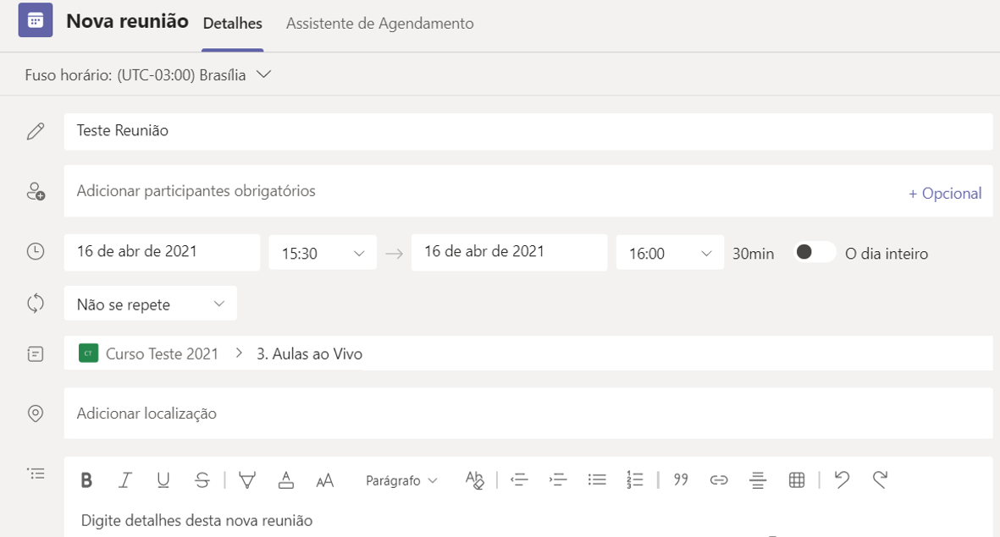 Nova reunião Detalhes Assistente de Agendamento
Fuso horário: (UTC-03:00) Brasília
Teste Reunião
Adicionar participantes obrigatórios
+ Opcional
16 de abr de 2021 15:30 16 de abr de 2021 16:00 30min O dia inteiro
Não se repete
CT Curso Teste 2021 > 3. Aulas ao Vivo
Adicionar localização
B I U S A AA Parágrafo Ab
Digite detalhes desta nova reunião